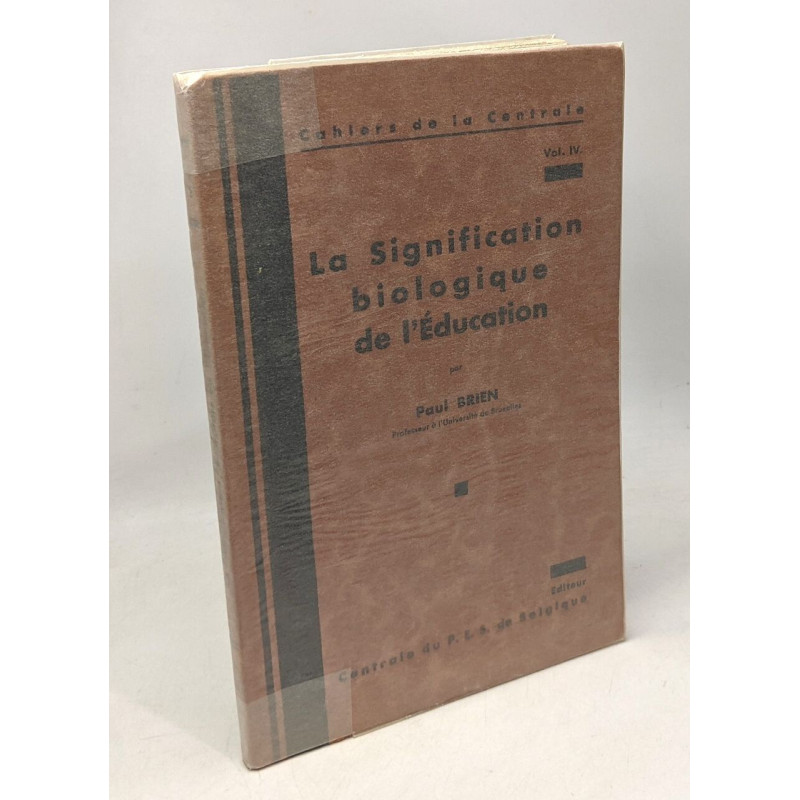 Cahiers de la Centrale
Vol. IV.
La Signification
biologique
de l'Éducation
par
Paul BRIEN
Professeur à l'Université de Bruxelles
Editeur
Centrale du P. E. S. de Belgique